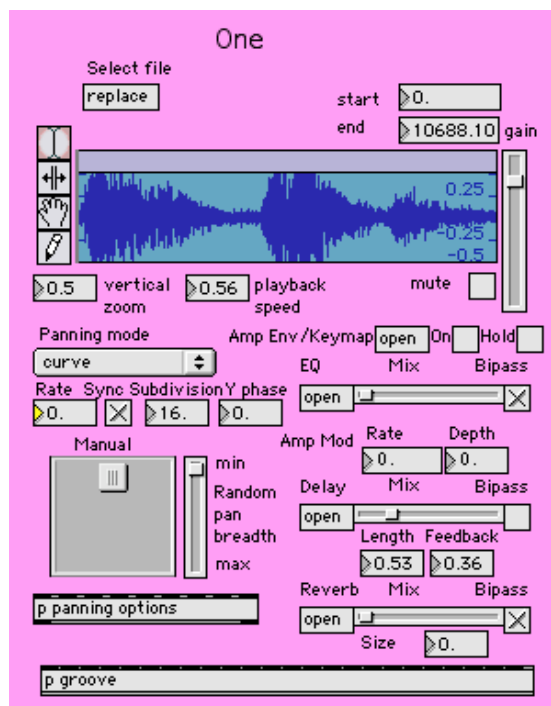 One
Select file
replace
start 0.
end 10688.10 gain
0.25
-0.25
-0.5
0.5 vertical zoom 0.56 playback speed mute
Panning mode Amp Env/Keymap open On Hold
curve
EQ Mix Bipass
open
Rate Sync Subdivision Y phase
0. 16. 0.
Manual
Amp Mod Rate Depth
0. 0.
min
Random
pan
breadth
max
Delay Mix Bipass
open
Length Feedback
0.53 0.36
p panning options
Reverb Mix Bipass
open
Size 0.
p groove